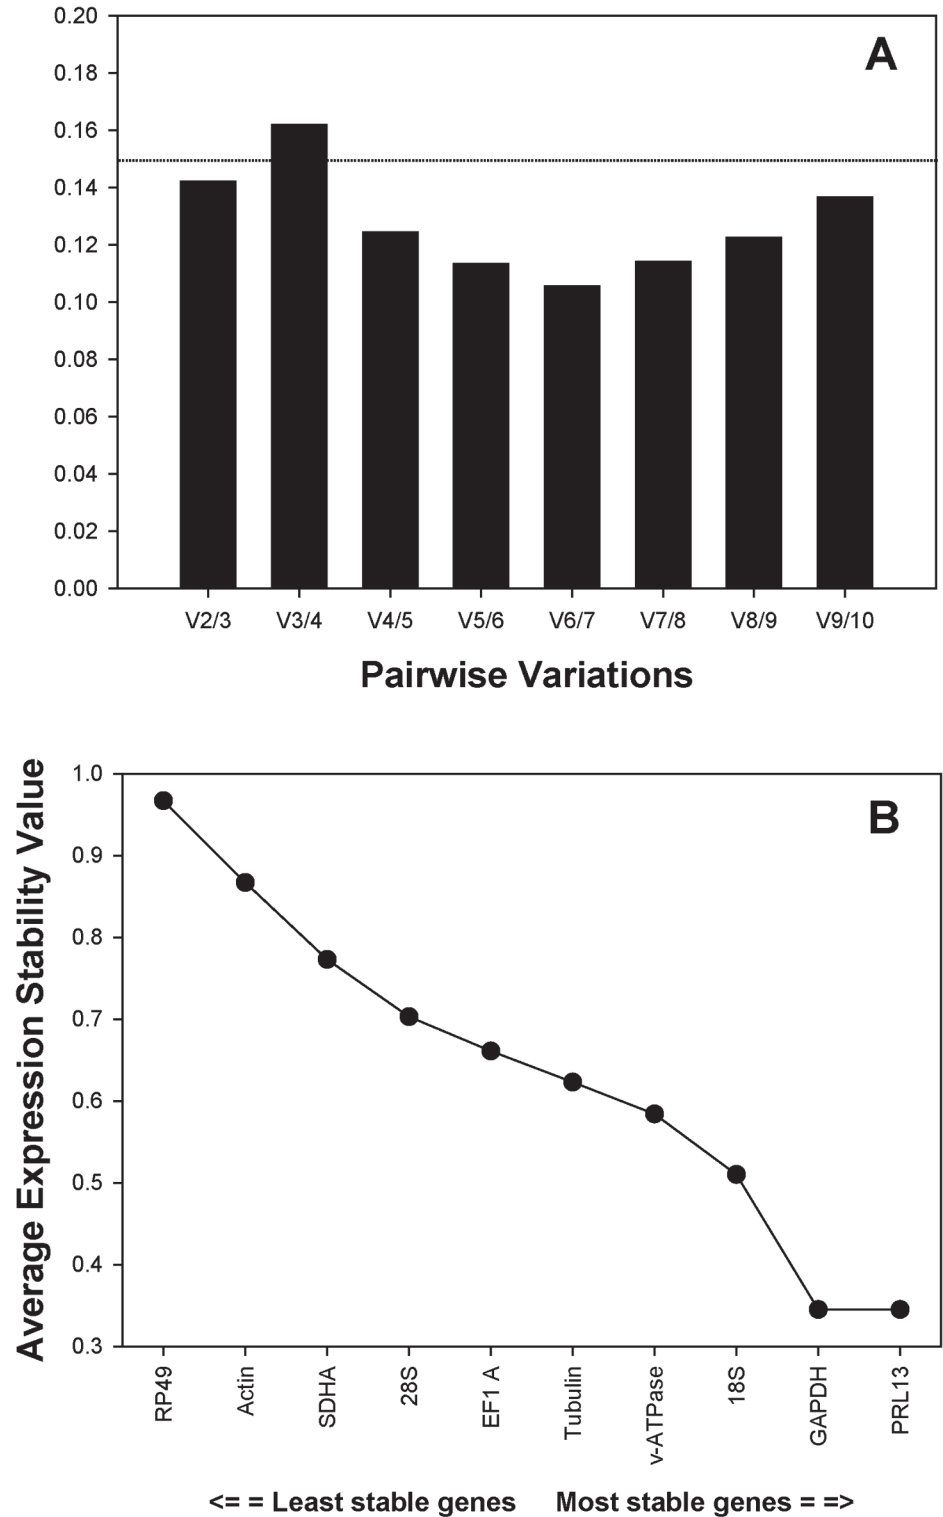 0.20
A
0.18
0.16
0.14
0.12
0.10
0.08
0.06
0.04
0.02
0.00
V2/3 V3/4 V4/5 V5/6 V6/7 V7/8 V8/9 V9/10
Pairwise Variations
Average Expression Stability Value
1.0
B
0.9
0.8
0.7
0.6
0.5
0.4
0.3
RP49
Actin
SDHA
28S
EF1 A
Tubulin
v-ATPase
18S
GAPDH
PRL13
<= = Least stable genes Most stable genes = =>